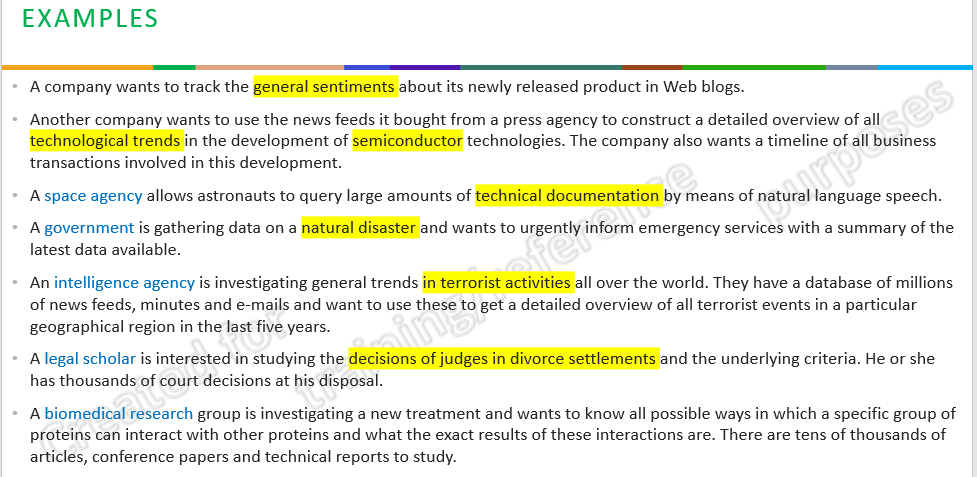 EXAMPLES
• A company wants to track the general sentiments about its newly released product in Web blogs.
• Another company wants to use the news feeds it bought from a press agency to construct a detailed overview of all
technological trends in the development of semiconductor technologies. The company also wants a timeline of all business
transactions involved in this development.
• A space agency allows astronauts to query large amounts of technical documentation by means of natural language speech.
• A government is gathering data on a natural disaster and wants to urgently inform emergency services with a summary of the
latest data available.
• An intelligence agency is investigating general trends in terrorist activities all over the world. They have a database of millions
of news feeds, minutes and e-mails and want to use these to get a detailed overview of all terrorist events in a particular
geographical region in the last five years.
• A legal scholar is interested in studying the decisions of judges in divorce settlements and the underlying criteria. He or she
has thousands of court decisions at his disposal.
• A biomedical research group is investigating a new treatment and wants to know all possible ways in which a specific group of
proteins can interact with other proteins and what the exact results of these interactions are. There are tens of thousands of
articles, conference papers and technical reports to study.
Created for
training/reference
purposes